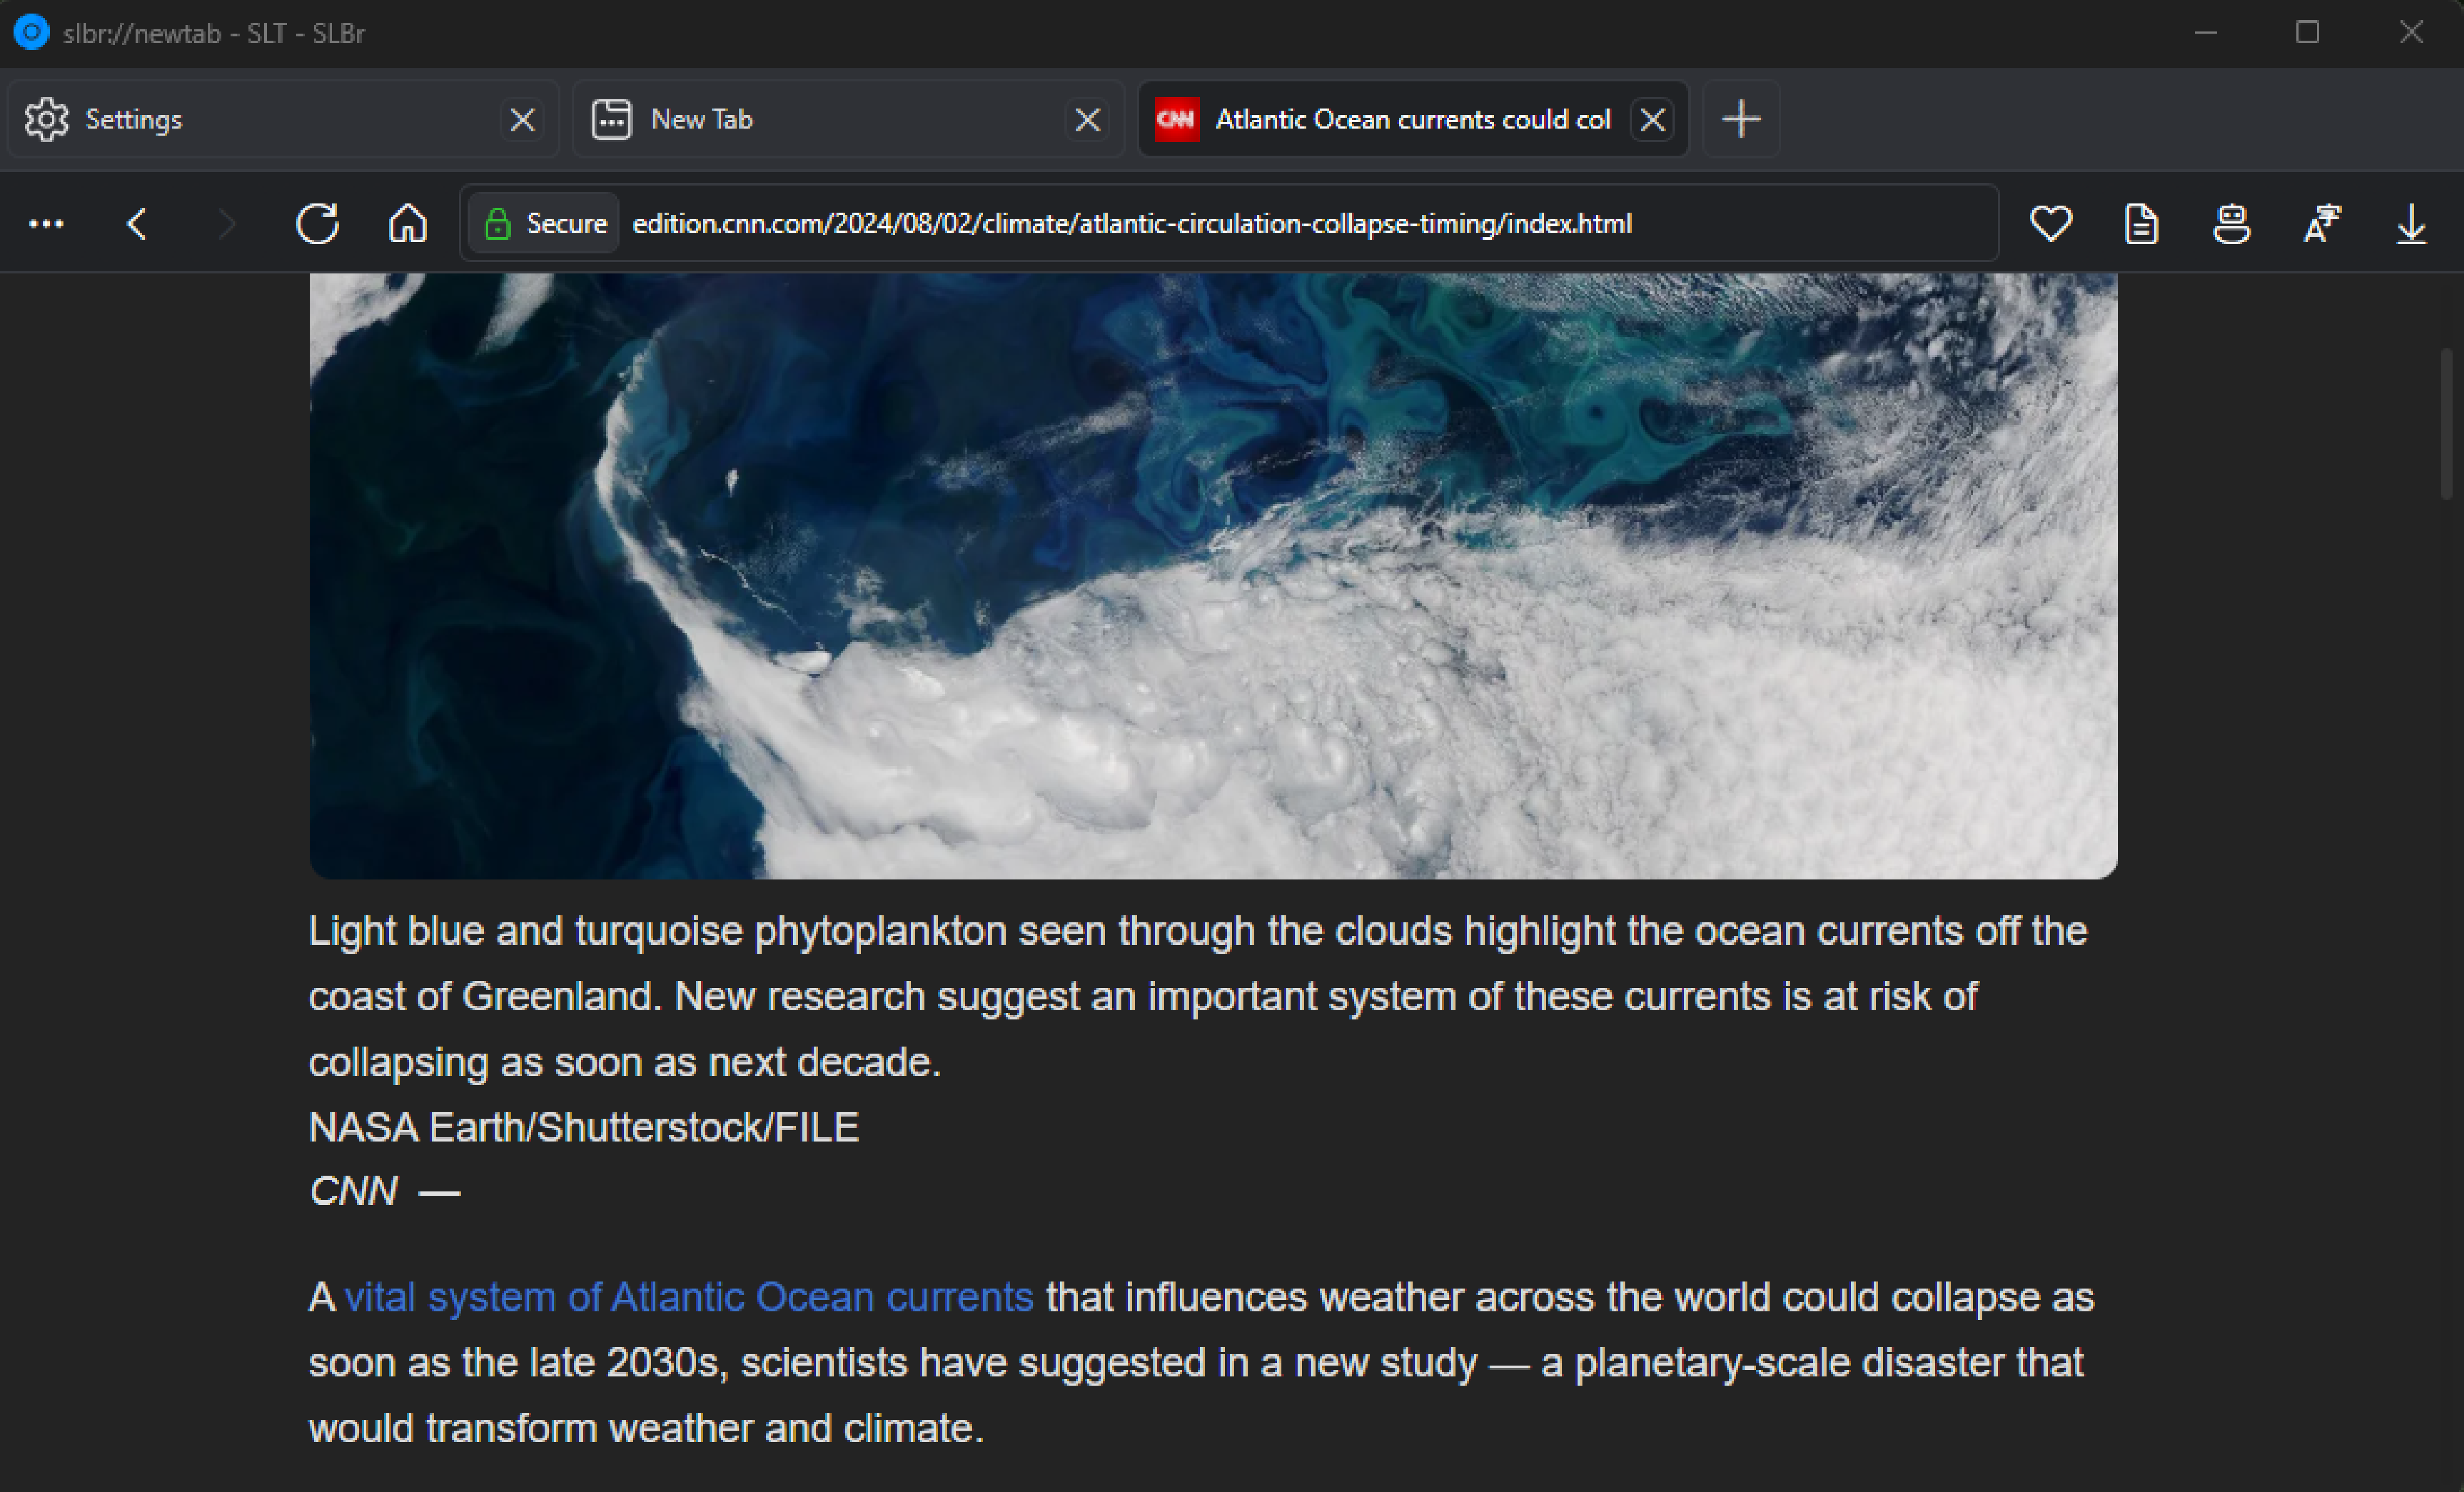 slbr://newtab - SLT - SLBr
Settings
New Tab
CNN Atlantic Ocean currents could col
Secure edition.cnn.com/2024/08/02/climate/atlantic-circulation-collapse-timing/index.html
Light blue and turquoise phytoplankton seen through the clouds highlight the ocean currents off the
coast of Greenland. New research suggest an important system of these currents is at risk of
collapsing as soon as next decade.
NASA Earth/Shutterstock/FILE
CNN —
A vital system of Atlantic Ocean currents that influences weather across the world could collapse as
soon as the late 2030s, scientists have suggested in a new study — a planetary-scale disaster that
would transform weather and climate.